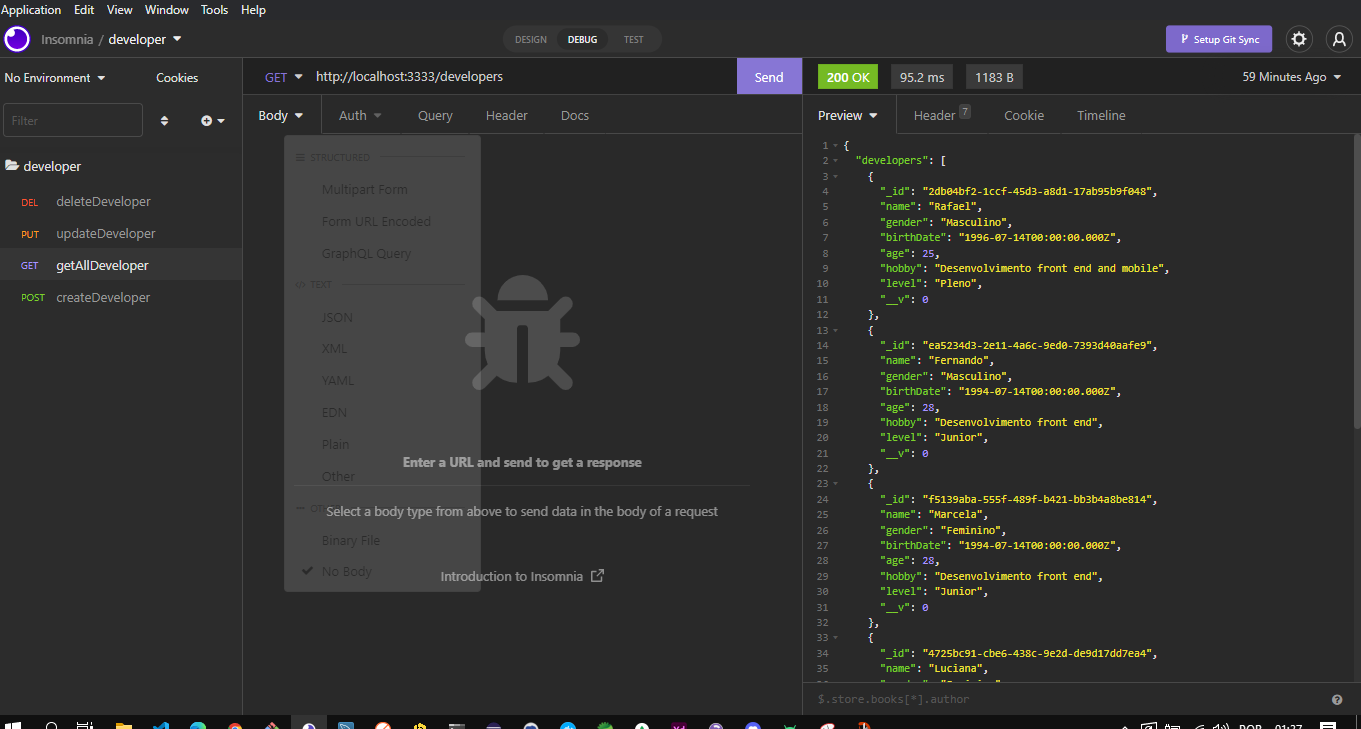 Application Edit View Window Tools Help
Insomnia / developer
DESIGN DEBUG TEST
Setup Git Sync
No Environment
Cookies
GET http://localhost:3333/developers
Send
200 OK 95.2 ms 1183 B
59 Minutes Ago
Filter
Body Auth Query Header Docs
Preview Header 7 Cookie Timeline
developer
DEL deleteDeveloper
PUT updateDeveloper
GET getAllDeveloper
POST createDeveloper
STRUCTURED
Multipart Form
Form URL Encoded
GraphQL Query
TEXT
JSON
XML
YAML
EDN
Plain
Other
Binary File
No Body
Enter a URL and send to get a response
Select a body type from above to send data in the body of a request
Introduction to Insomnia
1 {
2 "developers": [
3 {
4 "_id": "2db04bf2-1ccf-45d3-a8d1-17ab95b9f048",
5 "name": "Rafael",
6 "gender": "Masculino",
7 "birthDate": "1996-07-14T00:00:00.000Z",
8 "age": 25,
9 "hobby": "Desenvolvimento front end and mobile",
10 "level": "Pleno",
11 "__v": 0
12 },
13 {
14 "_id": "ea5234d3-2e11-4a6c-9ed0-7393d40aafe9",
15 "name": "Fernando",
16 "gender": "Masculino",
17 "birthDate": "1994-07-14T00:00:00.000Z",
18 "age": 28,
19 "hobby": "Desenvolvimento front end",
20 "level": "Junior",
21 "__v": 0
22 },
23 {
24 "_id": "f5139aba-555f-489f-b421-bb3b4a8be814",
25 "name": "Marcela",
26 "gender": "Feminino",
27 "birthDate": "1994-07-14T00:00:00.000Z",
28 "age": 28,
29 "hobby": "Desenvolvimento front end",
30 "level": "Junior",
31 "__v": 0
32 },
33 {
34 "_id": "4725bc91-cbe6-438c-9e2d-de9d17dd7ea4",
35 "name": "Luciana",
$.store.books[*].author